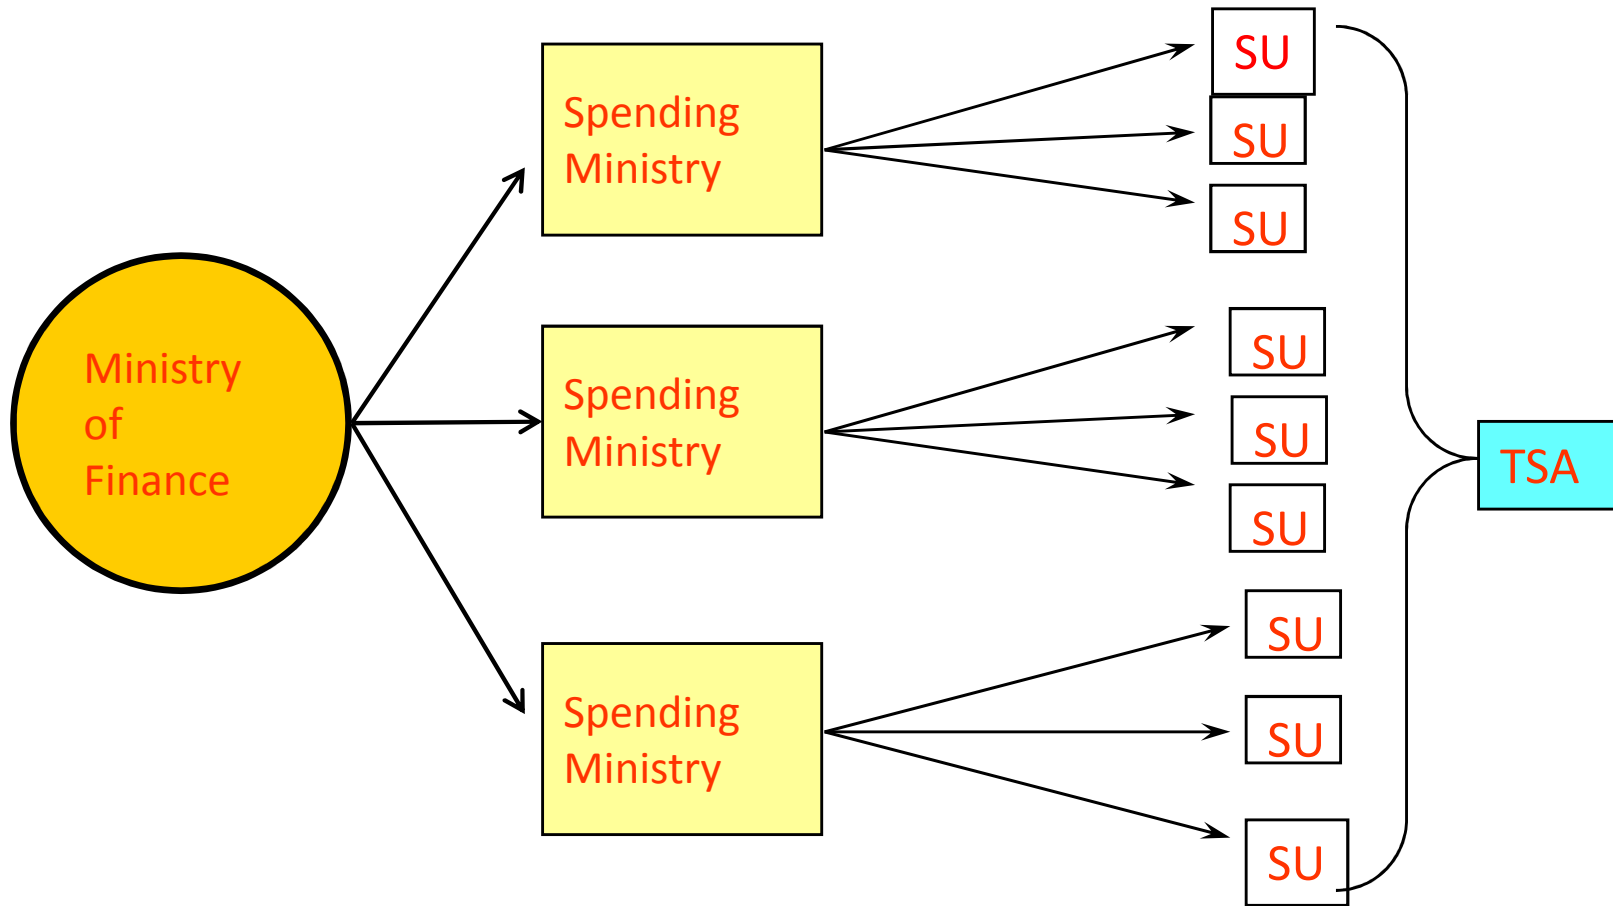 Ministry
of
Finance
Spending
Ministry
Spending
Ministry
Spending
Ministry
SU
SU
SU
SU
SU
SU
SU
SU
SU
TSA